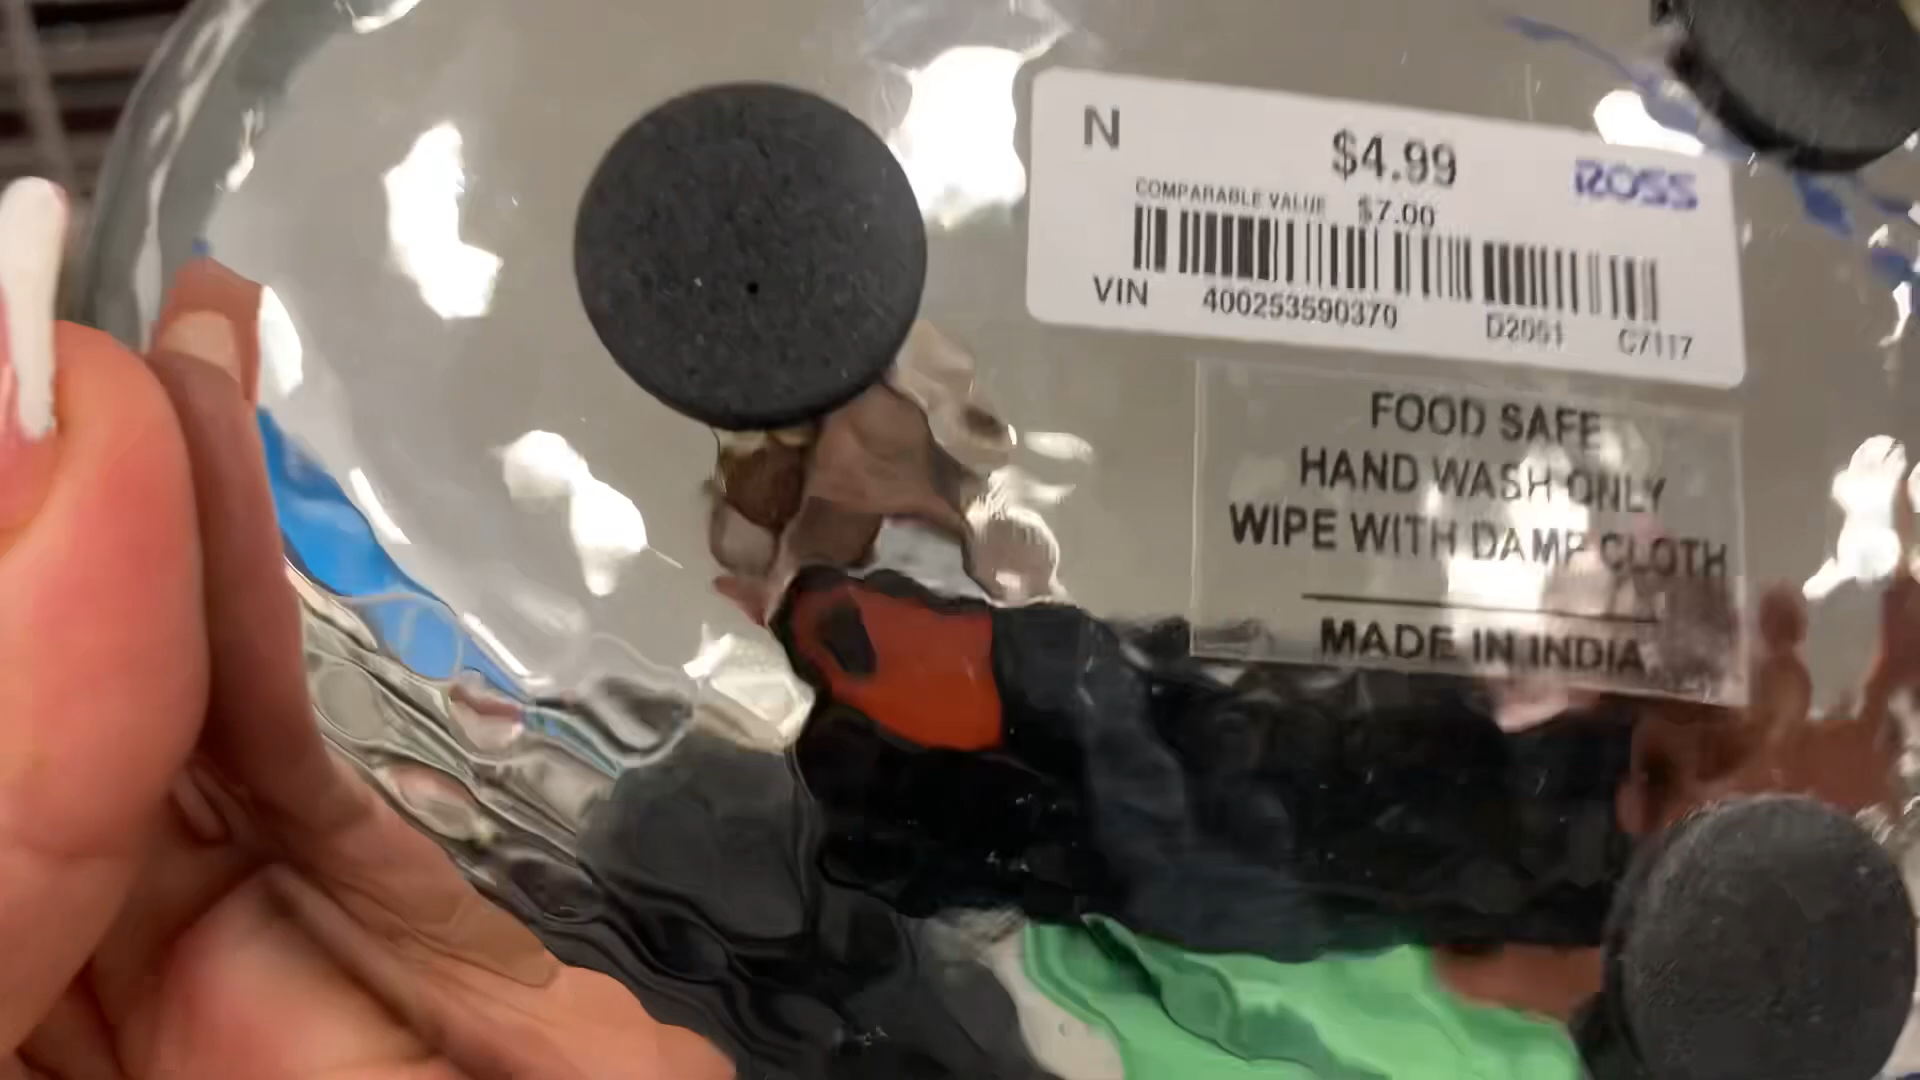 N $4.99 ROSS
COMPARABLE VALUE $7.00
VIN 400253590370 D2051 C7117
FOOD SAFE
HAND WASH ONLY
WIPE WITH DAMP CLOTH
MADE IN INDIA